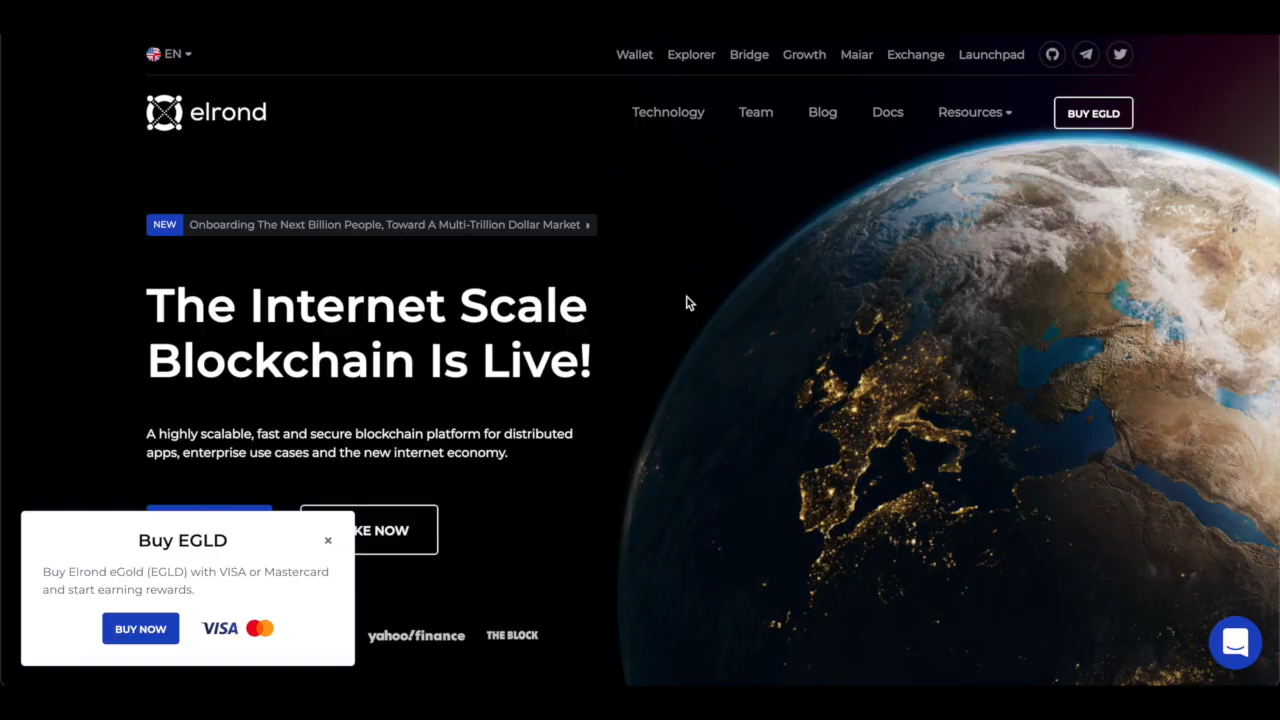 EN
Wallet Explorer Bridge Growth Maiar Exchange Launchpad
elrond
Technology Team Blog Docs Resources
BUY EGLD
NEW Onboarding The Next Billion People, Toward A Multi-Trillion Dollar Market
The Internet Scale
Blockchain Is Live!
A highly scalable, fast and secure blockchain platform for distributed
apps, enterprise use cases and the new internet economy.
KE NOW
Buy EGLD
×
Buy Elrond eGold (EGLD) with VISA or Mastercard
and start earning rewards.
BUY NOW VISA
yahoo/finance THE BLOCK